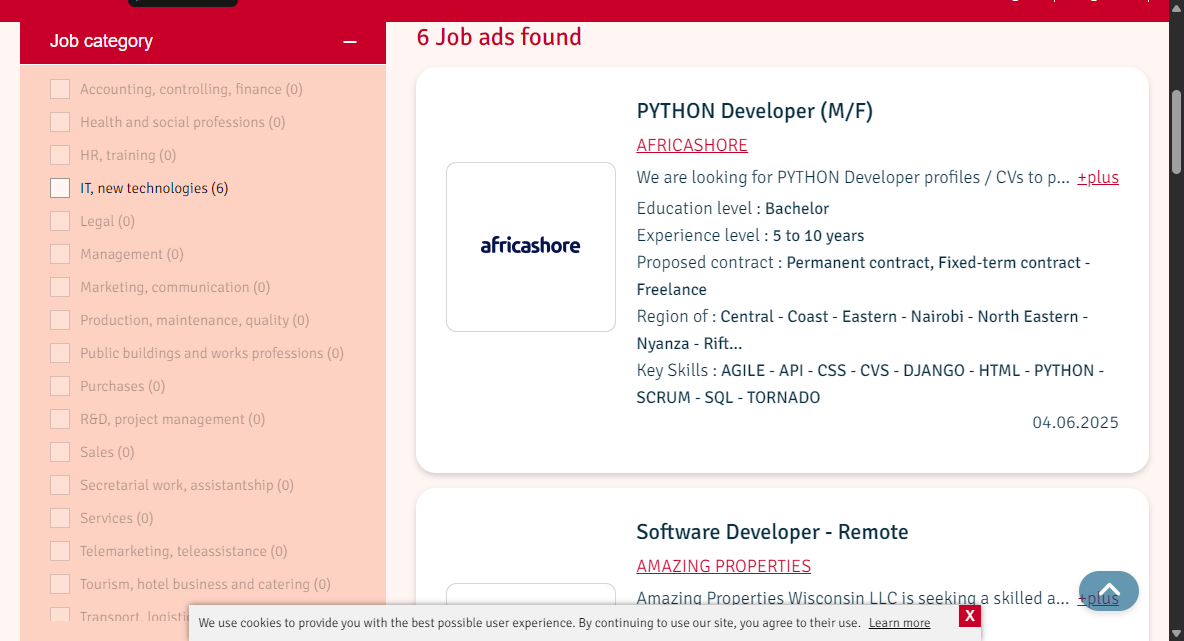 Job category
Accounting, controlling, finance (0)
Health and social professions (0)
HR, training (0)
IT, new technologies (6)
Legal (0)
Management (0)
Marketing, communication (0)
Production, maintenance, quality (0)
Public buildings and works professions (0)
Purchases (0)
R&D, project management (0)
Sales (0)
Secretarial work, assistantship (0)
Services (0)
Telemarketing, teleassistance (0)
Tourism, hotel business and catering (0)
Transport,
6 Job ads found
PYTHON Developer (M/F)
AFRICASHORE
We are looking for PYTHON Developer profiles / CVs to p... +plus
africashore
Education level : Bachelor
Experience level : 5 to 10 years
Proposed contract : Permanent contract, Fixed-term contract -
Freelance
Region of : Central - Coast - Eastern - Nairobi - North Eastern -
Nyanza - Rift...
Key Skills : AGILE - API - CSS - CVS - DJANGO - HTML - PYTHON -
SCRUM - SQL - TORNADO
04.06.2025
Software Developer - Remote
AMAZING PROPERTIES
Amazing Properties Wisconsin LLC is seeking a skilled a... +plus
We use cookies to provide you with the best possible user experience. By continuing to use our site, you agree to their use. Learn more X